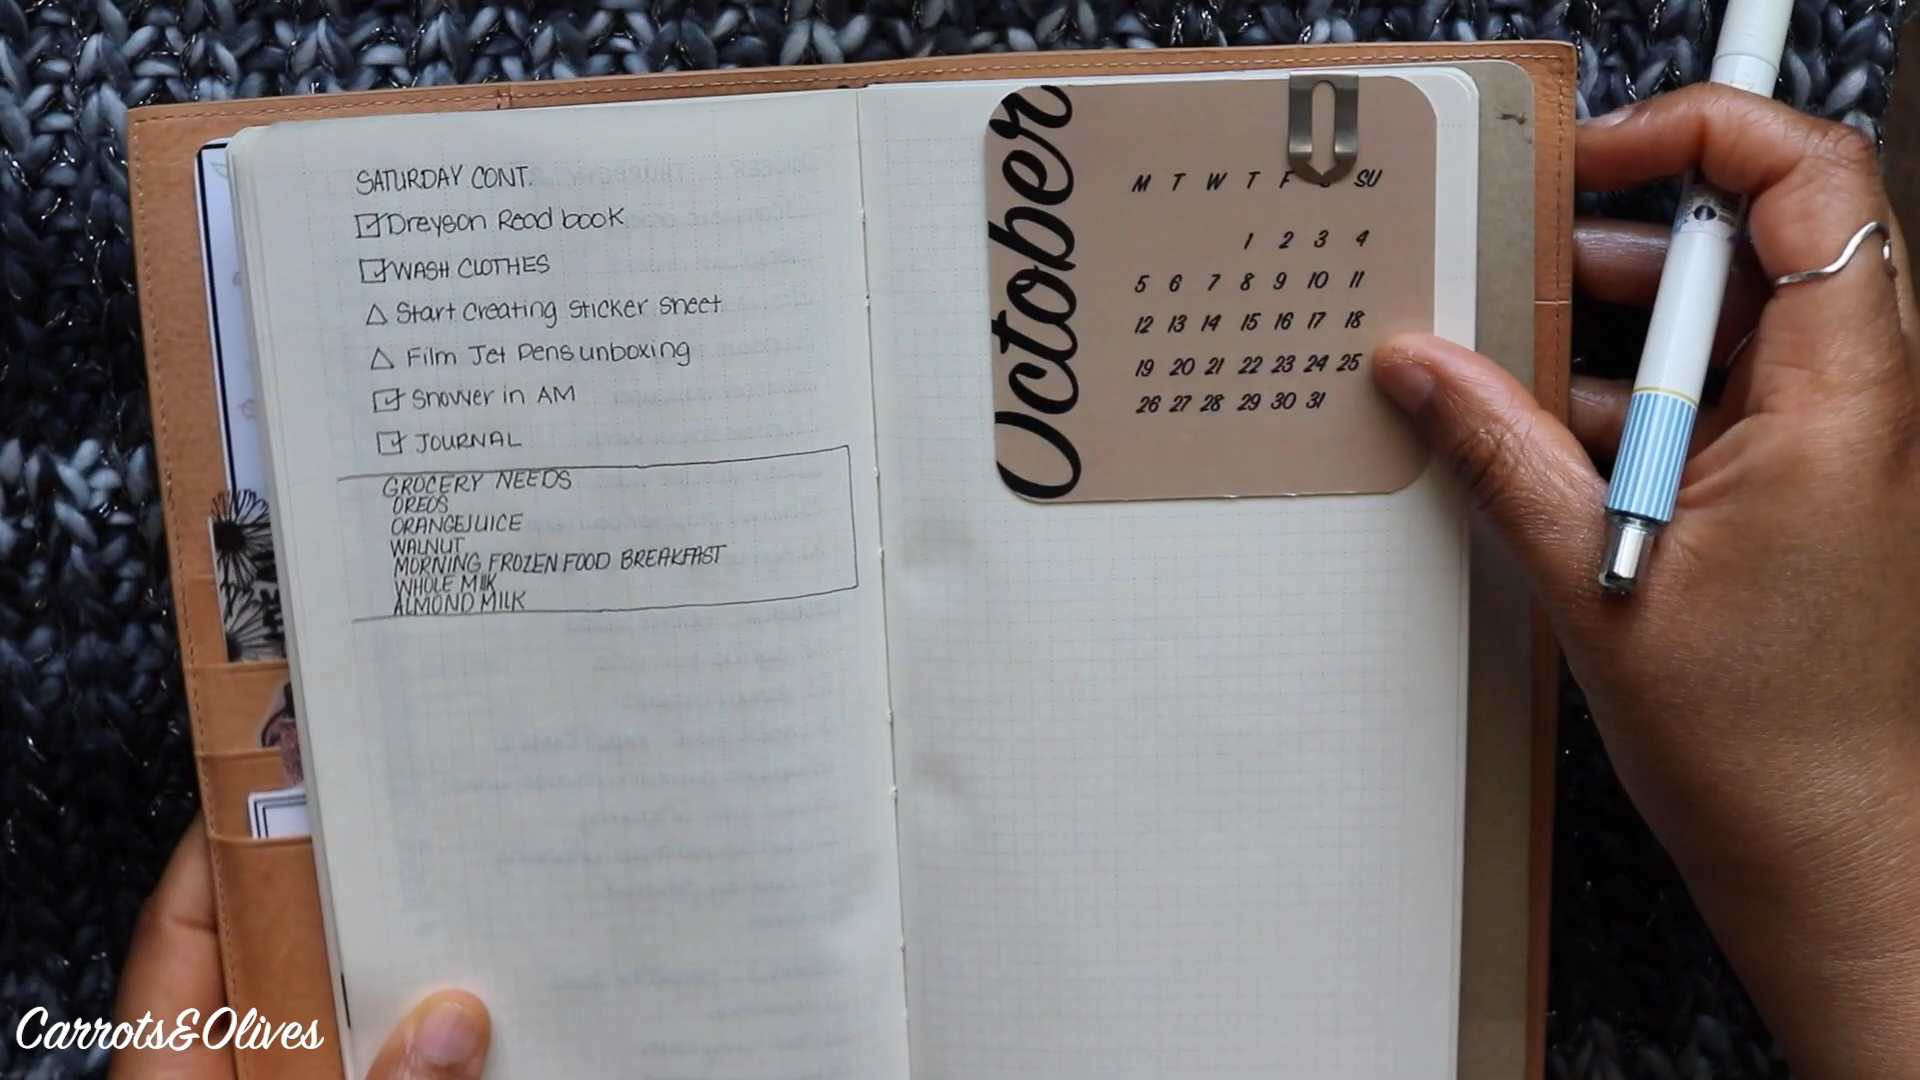 SATURDAY CONT.
Dreyson Read book
WASH CLOTHES
Start Creating Sticker Sheet
Film Jet Pens unboxing
Shower in AM
JOURNAL
GROCERY NEEDS
OREOS
ORANGE JUICE
WALNUT
MORNING FROZEN FOOD BREAKFAST
WHOLE MILK
ALMOND MILK
October
M T W T F SU
1 2 3 4
5 6 7 8 9 10 11
12 13 14 15 16 17 18
19 20 21 22 23 24 25
26 27 28 29 30 31
Carrots&Olives